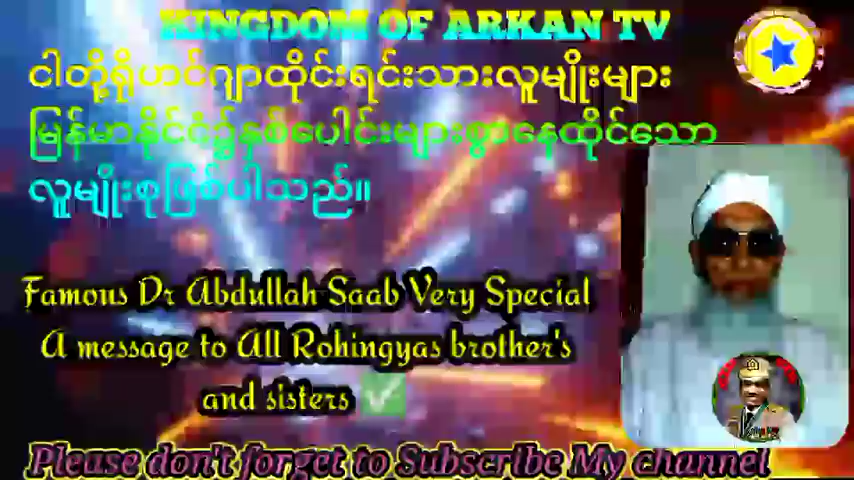 KINGDOM OF ARKAN TV
ငါတို့ရိုဟင်ဂျာထိုင်းရင်းသားလူမျိုးများ
မြန်မာနိုင်ငံ၌နှစ်ပေါင်းများစွာနေထိုင်သော
လူမျိုးစုဖြစ်ပါသည်။
Famous Dr Abdullah Saab Very Special
A message to All Rohingyas brother's
and sisters ✅
Please don't forget to Subscribe My channel